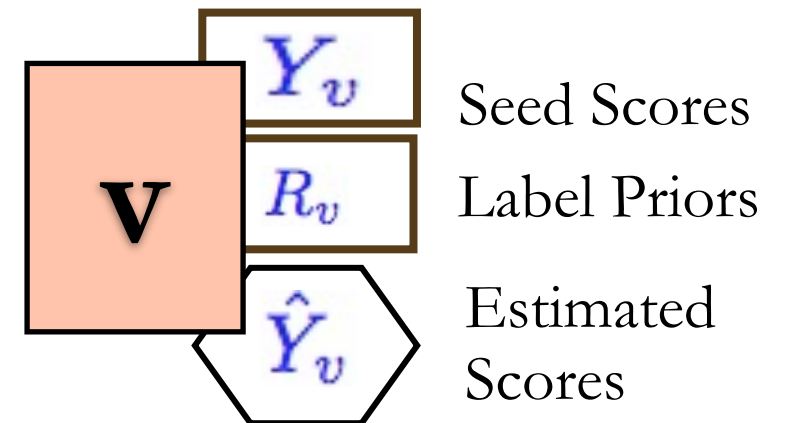 v
Y_v Seed Scores
R_v Label Priors
Ŷ_v Estimated
Scores